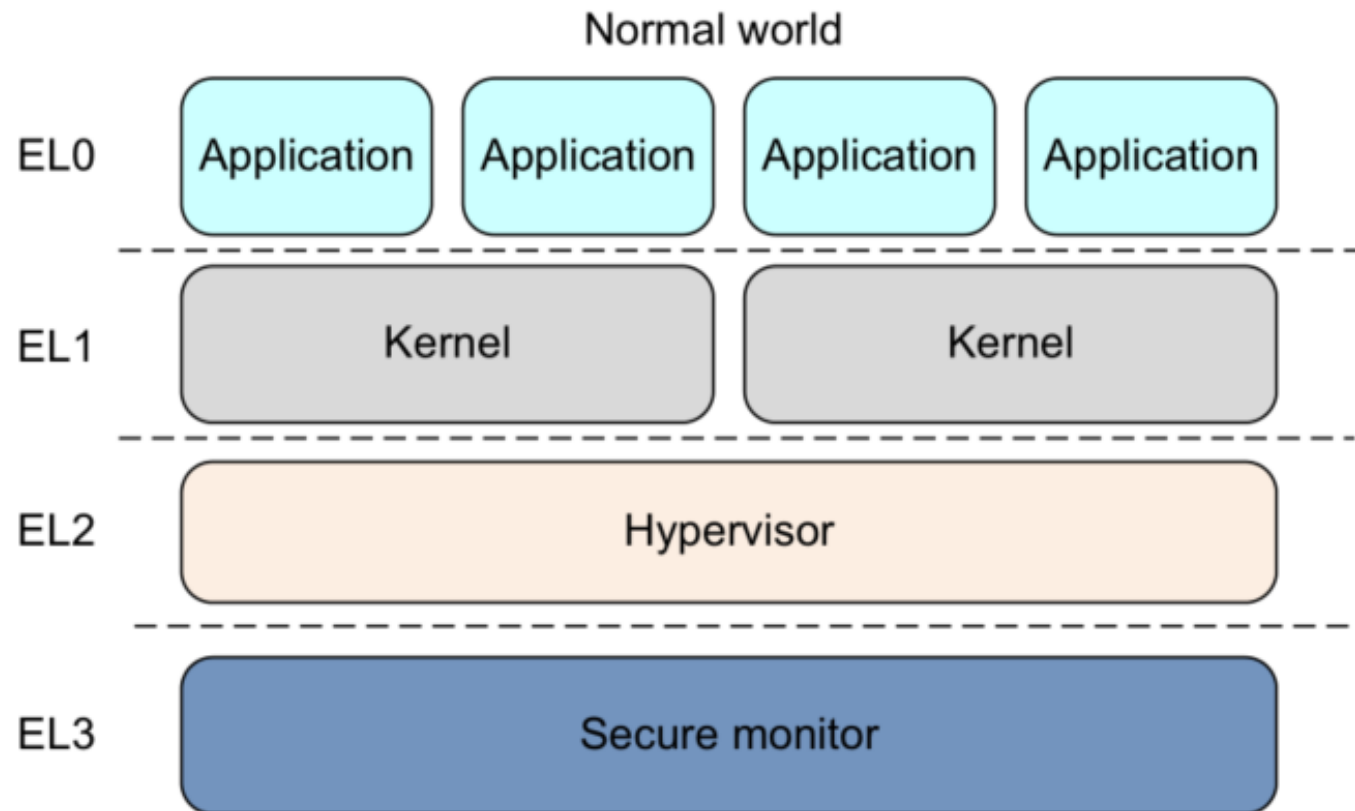 Normal world
EL0 Application Application Application Application
EL1 Kernel Kernel
EL2 Hypervisor
EL3 Secure monitor